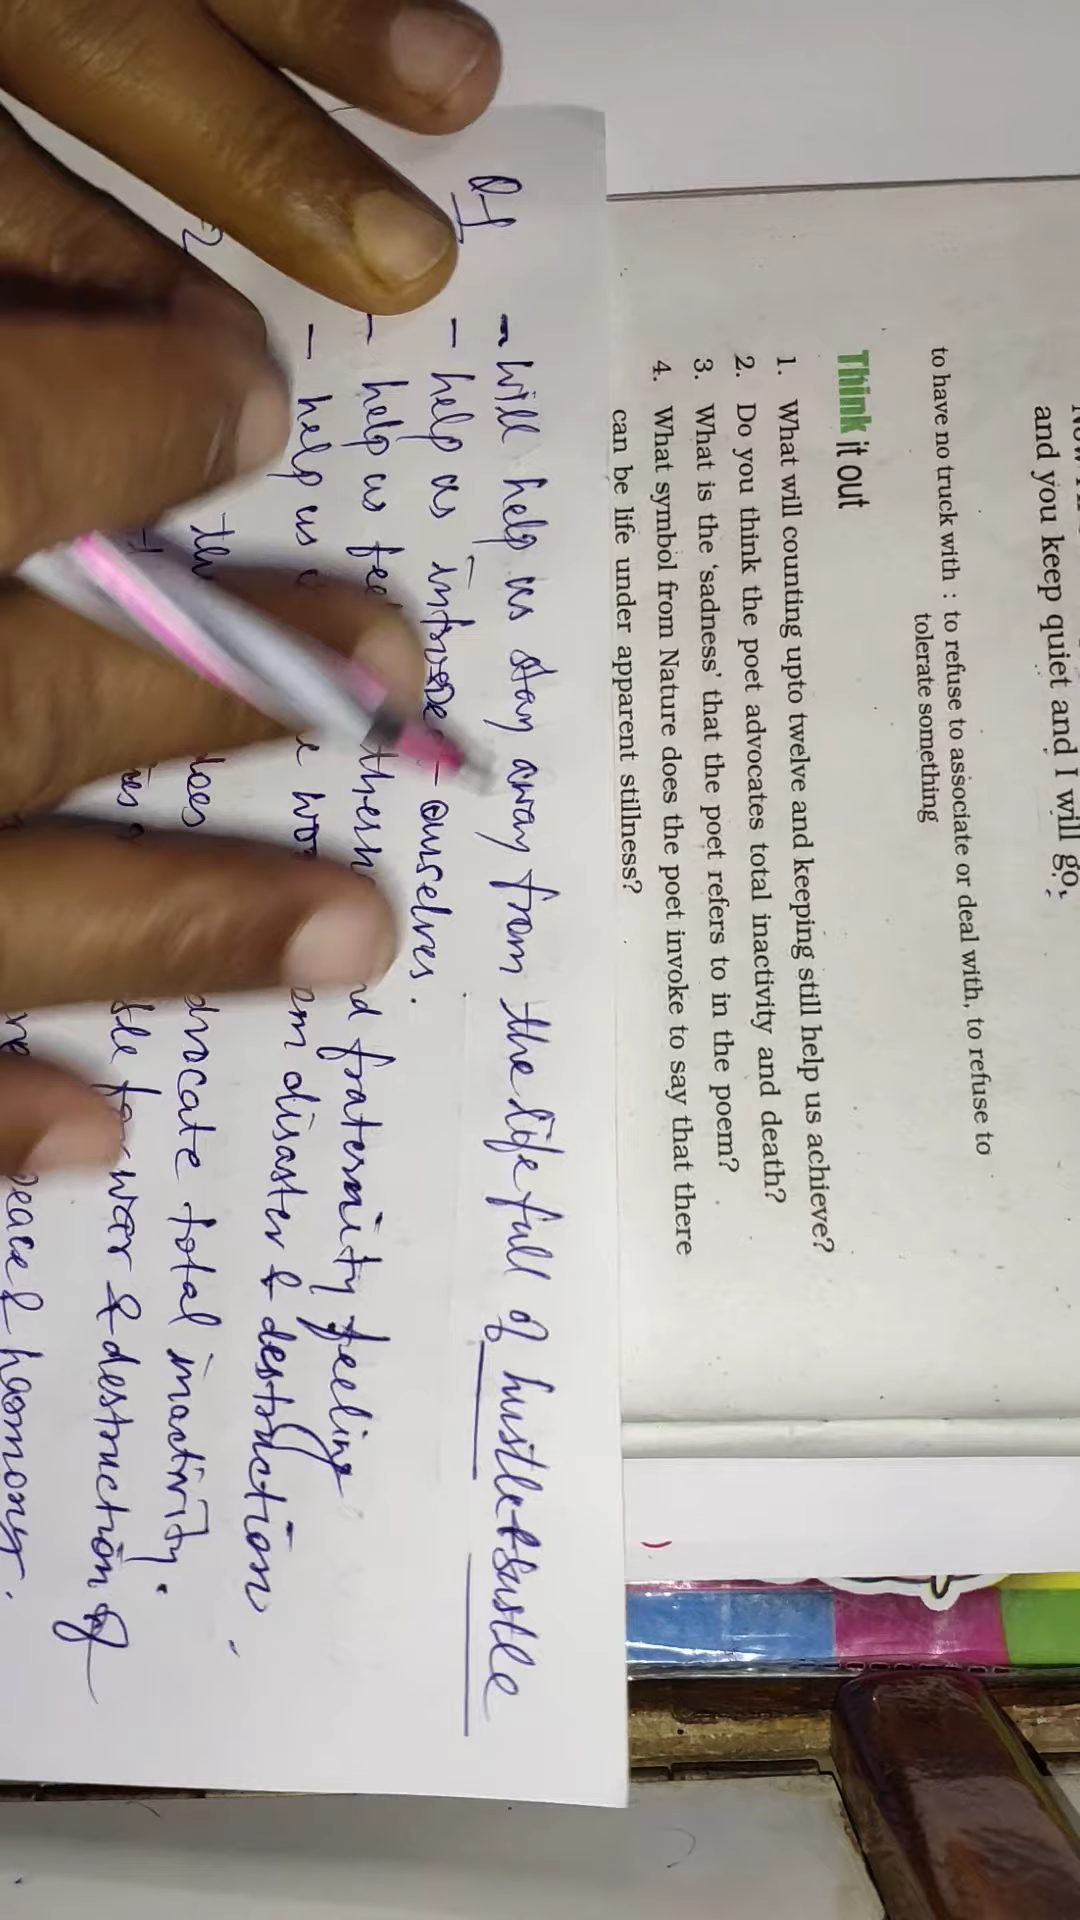 and you keep quiet and I will go.
to have no truck with : to refuse to associate or deal with, to refuse to
tolerate something
Think it out
1. What will counting upto twelve and keeping still help us achieve?
2. Do you think the poet advocates total inactivity and death?
3. What is the ‘sadness’ that the poet refers to in the poem?
4. What symbol from Nature does the poet invoke to say that there
can be life under apparent stillness?
Q1
- will help us stay away from the life full of hustle & bustle
- help us ourselves.
- help us fraternity feeling
- help us disaster & destruction
advocate total inactivity.
for war & destruction of
peace & harmony.